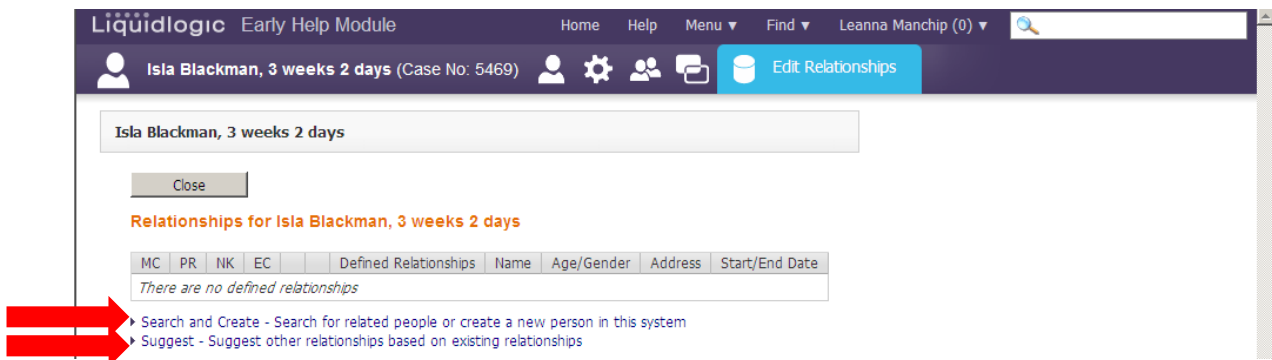 Liquidlogic Early Help Module Home Help Menu ▼ Find ▼ Leanna Manchip (0) ▼
Isla Blackman, 3 weeks 2 days (Case No: 5469) Edit Relationships
Isla Blackman, 3 weeks 2 days
Close
Relationships for Isla Blackman, 3 weeks 2 days
MC PR NK EC Defined Relationships Name Age/Gender Address Start/End Date
There are no defined relationships
Search and Create - Search for related people or create a new person in this system
Suggest - Suggest other relationships based on existing relationships